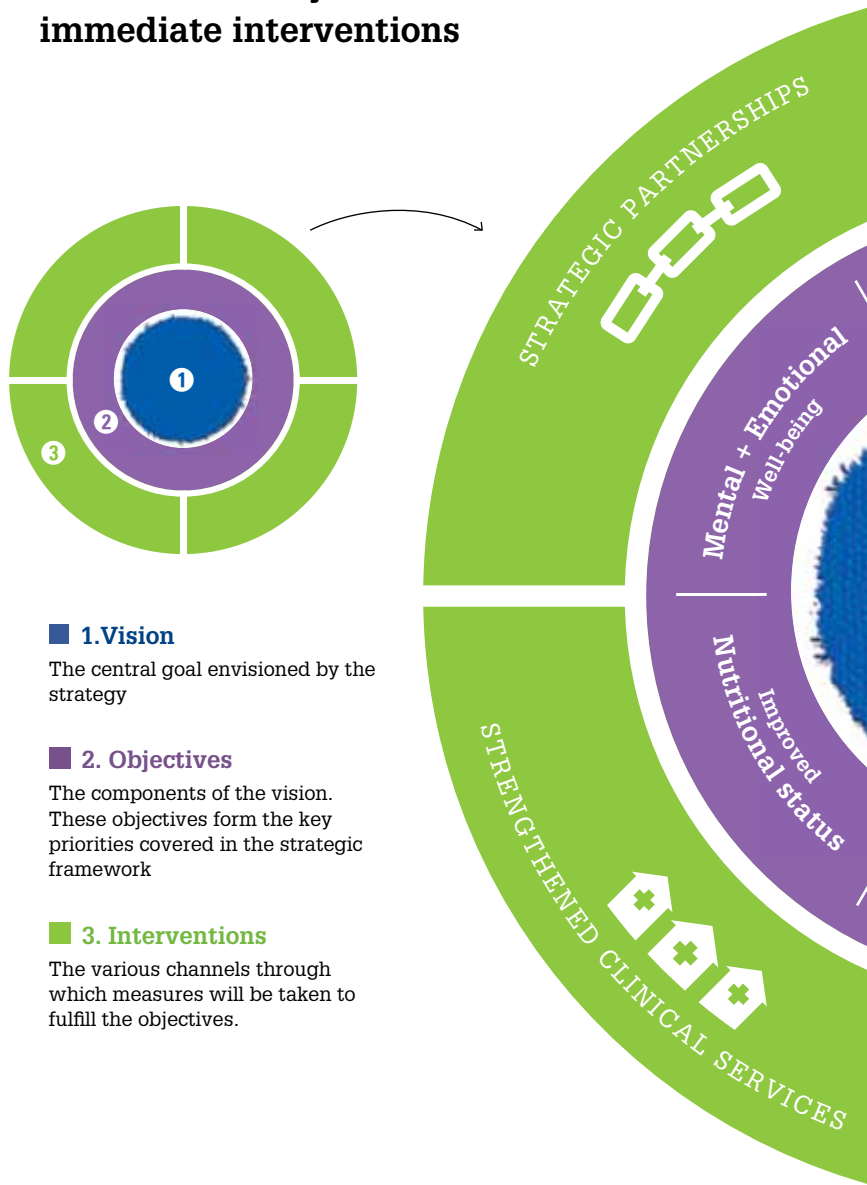 immediate interventions
STRATEGIC PARTNERSHIPS
Mental + Emotional
Well-being
Improved
Nutritional status
STRENGTHENED CLINICAL SERVICES
1
2
3
1.Vision
The central goal envisioned by the
strategy
2. Objectives
The components of the vision.
These objectives form the key
priorities covered in the strategic
framework
3. Interventions
The various channels through
which measures will be taken to
fulfill the objectives.